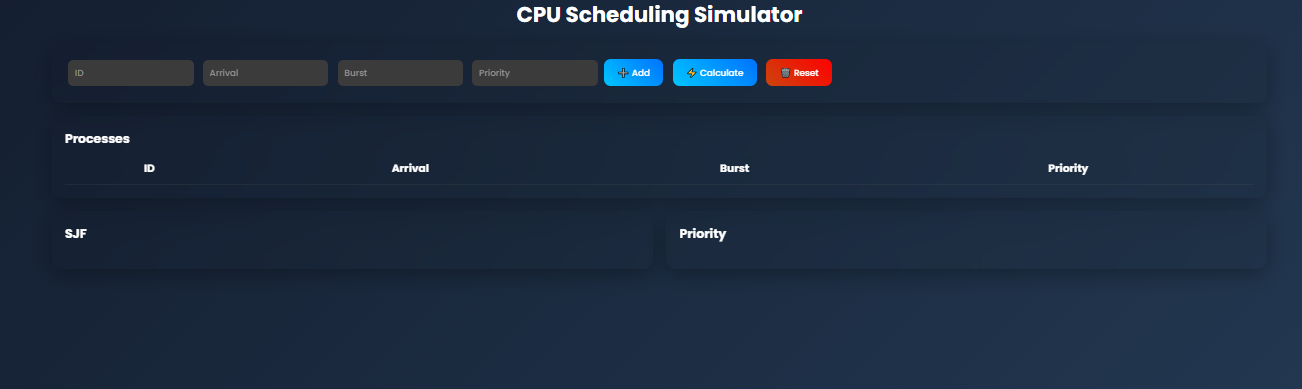 CPU Scheduling Simulator
ID Arrival Burst Priority ➕ Add ⚡ Calculate 🗑 Reset
Processes
ID Arrival Burst Priority
SJF Priority